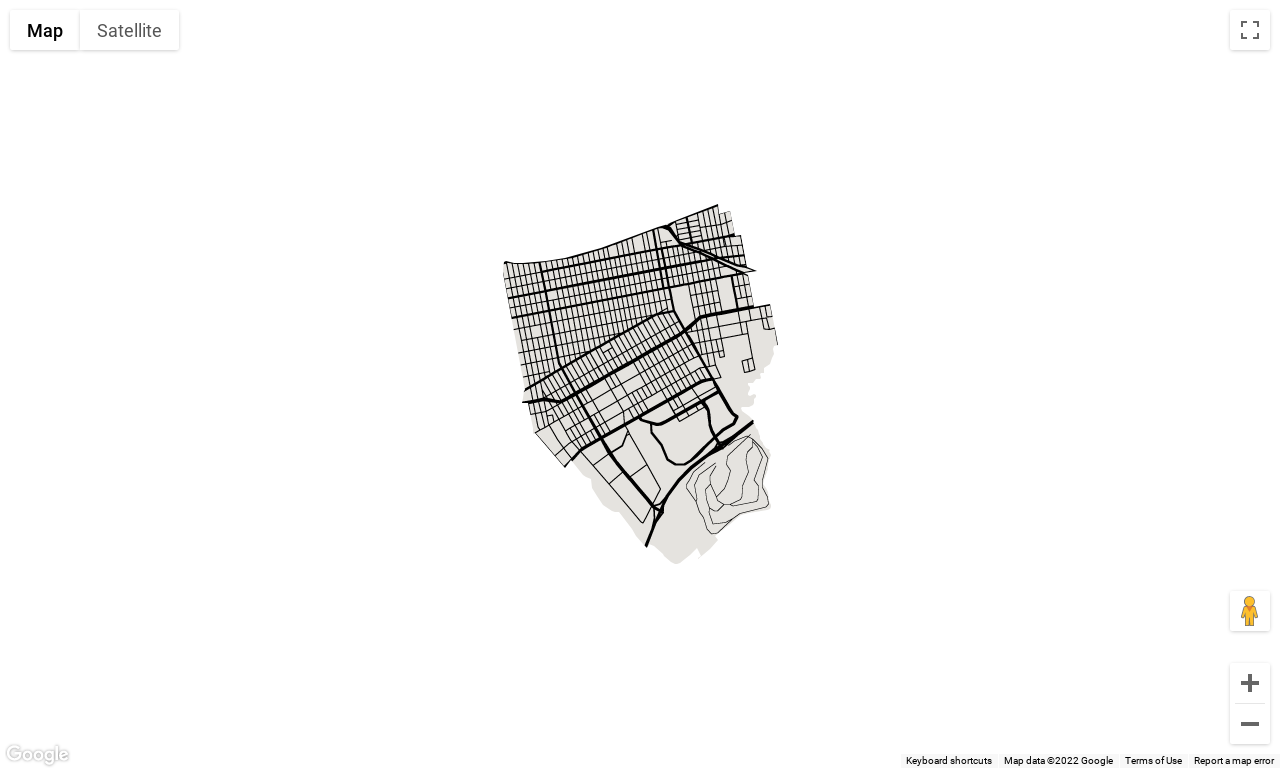 Map Satellite
Google
Keyboard shortcuts Map data ©2022 Google Terms of Use Report a map error